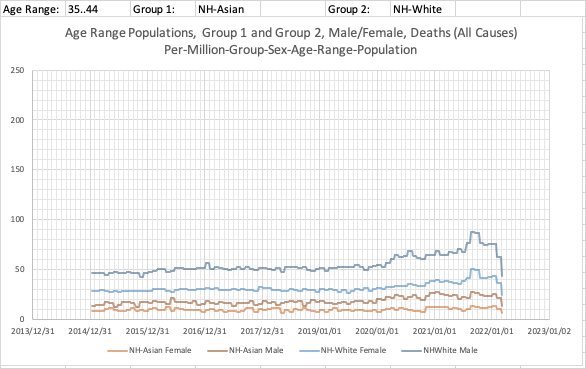 Age Range: 35..44 Group 1: NH-Asian Group 2: NH-White
Age Range Populations, Group 1 and Group 2, Male/Female, Deaths (All Causes)
Per-Million-Group-Sex-Age-Range-Population
250
200
150
100
50
0
2013/12/31 2014/12/31 2015/12/31 2016/12/31 2017/12/31 2019/01/01 2020/01/01 2021/01/01 2022/01/01 2023/01/02
NH-Asian Female NH-Asian Male NH-White Female NHWhite Male